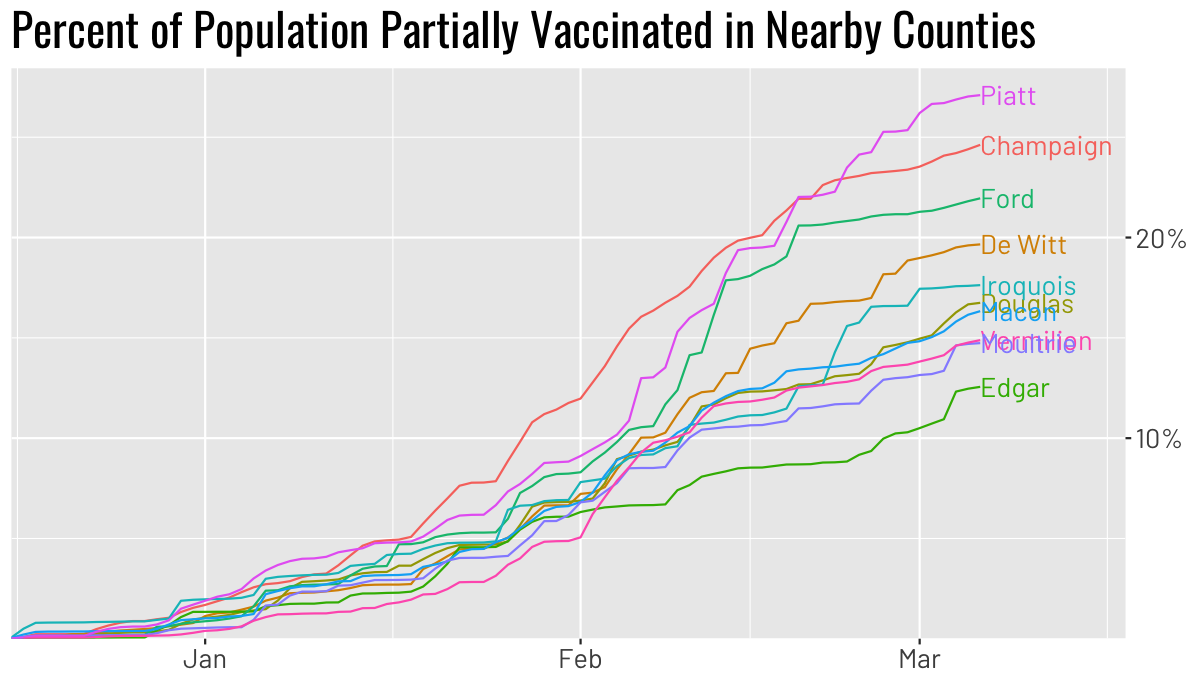 Percent of Population Partially Vaccinated in Nearby Counties
Piatt
Champaign
Ford
De Witt
20%
Iroquois
Douglas
Macon
Vermilion
Moultrie
Edgar
10%
Jan
Feb
Mar